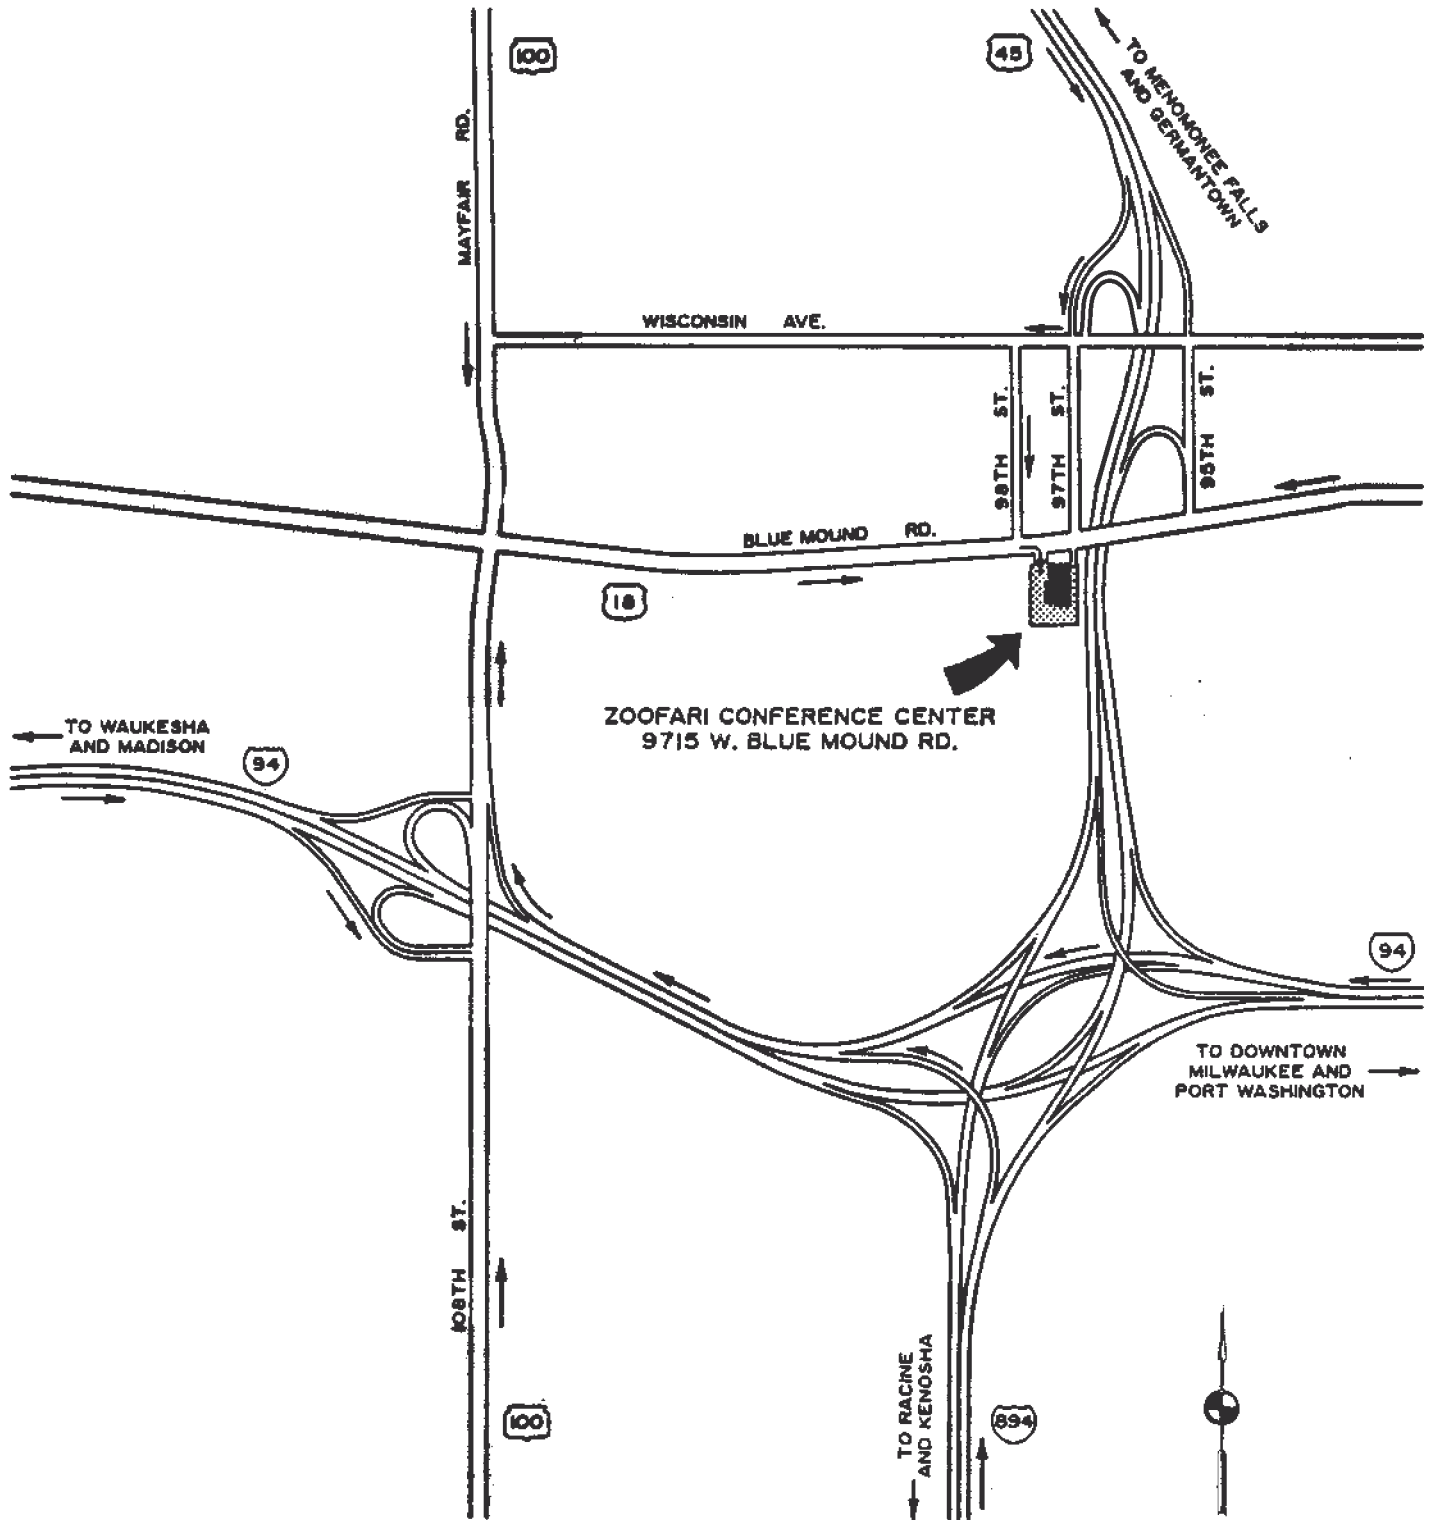 100
45
TO MENOMONEE FALLS
AND GERMANTOWN
MAYFAIR RD.
WISCONSIN AVE.
98TH ST.
97TH ST.
95TH ST.
BLUE MOUND RD.
18
ZOOFARI CONFERENCE CENTER
9715 W. BLUE MOUND RD.
TO WAUKESHA
AND MADISON
94
94
TO DOWNTOWN
MILWAUKEE AND
PORT WASHINGTON
108TH ST.
100
TO RACINE
AND KENOSHA
894